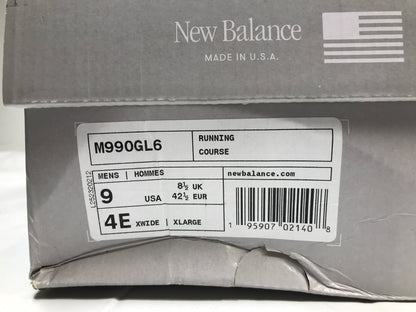 New Balance
MADE IN U.S.A.
M990GL6
RUNNING
COURSE
MENS | HOMMES
newbalance.com
9 USA
8½ UK
42½ EUR
4E XWIDE | XLARGE
L252320212
1 95907 02140 8